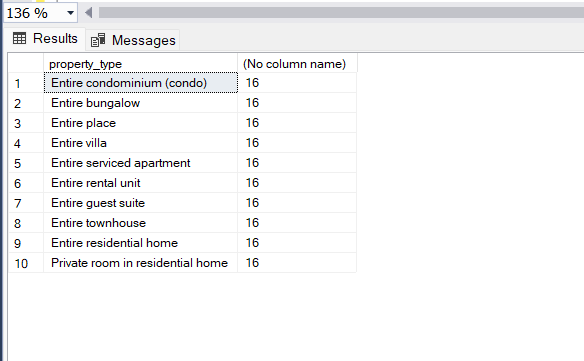 136 %
Results Messages
property_type (No column name)
1 Entire condominium (condo) 16
2 Entire bungalow 16
3 Entire place 16
4 Entire villa 16
5 Entire serviced apartment 16
6 Entire rental unit 16
7 Entire guest suite 16
8 Entire townhouse 16
9 Entire residential home 16
10 Private room in residential home 16